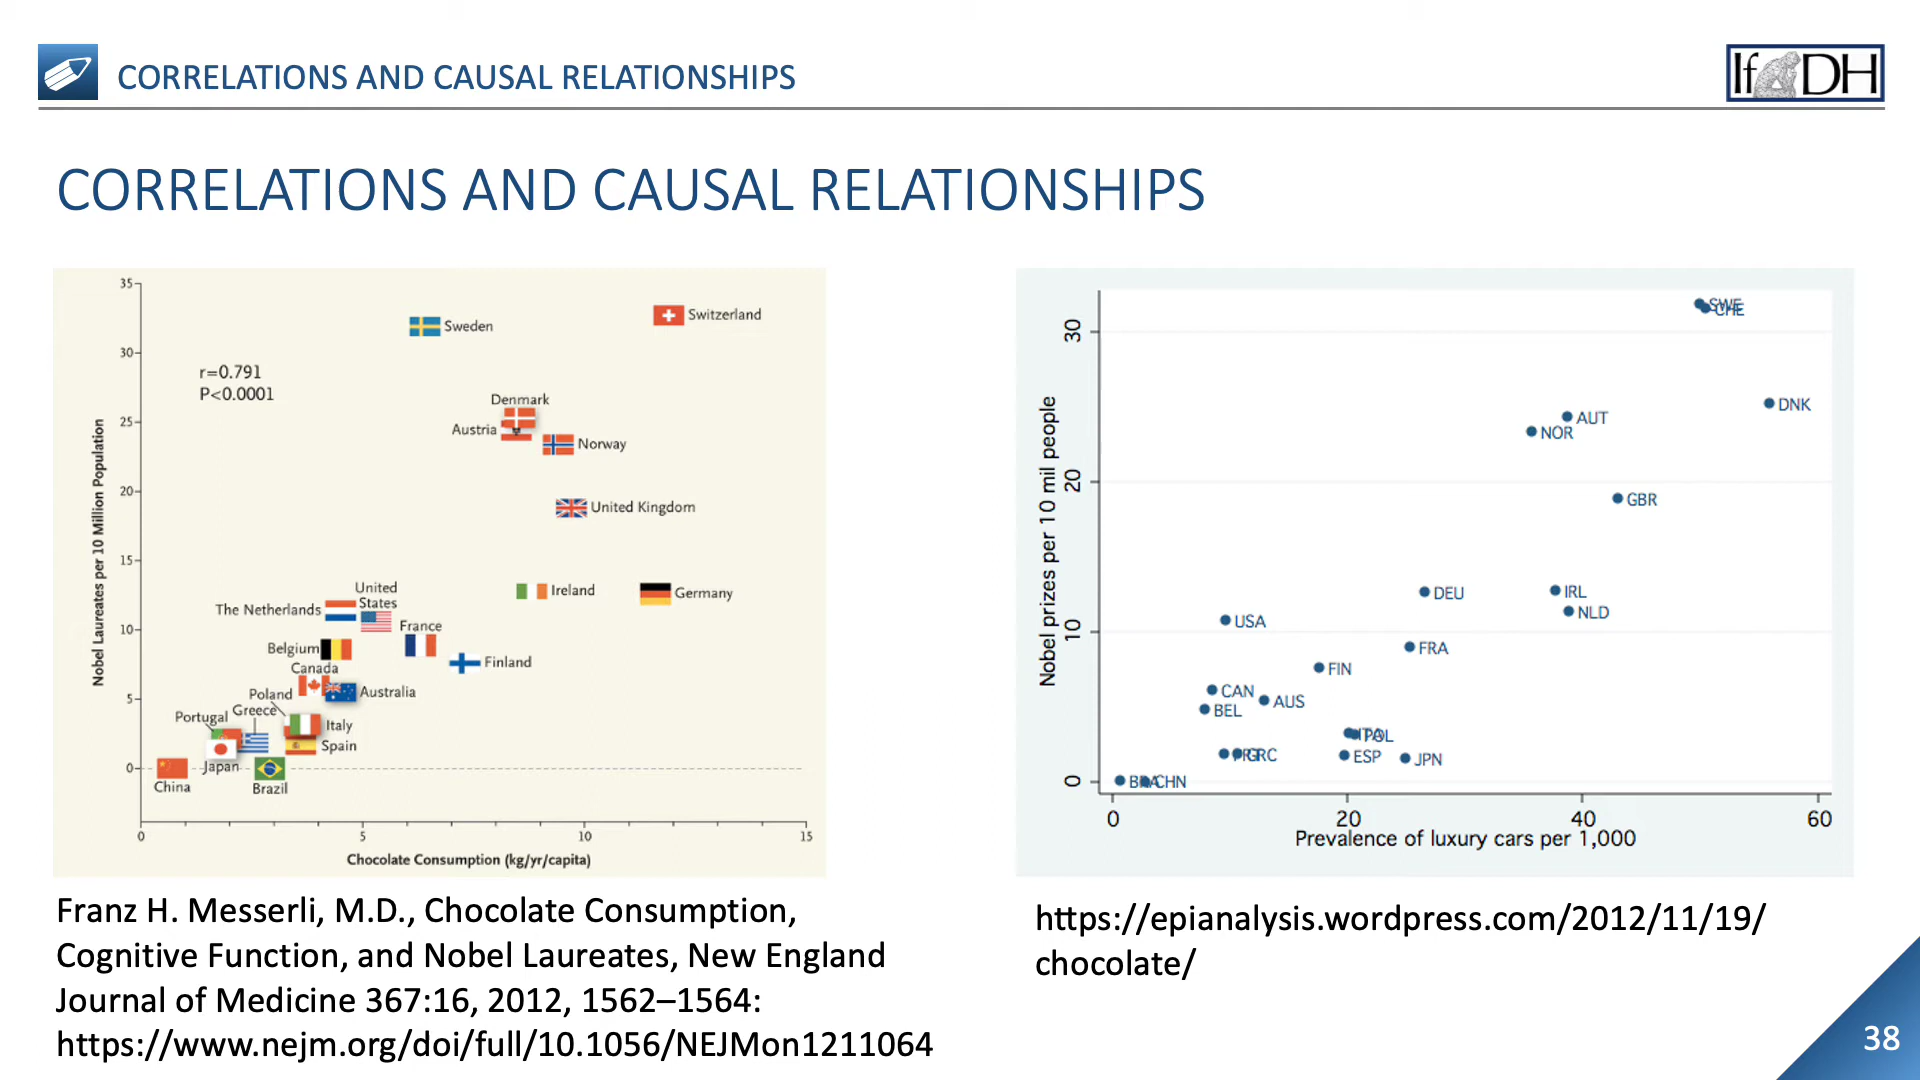 CORRELATIONS AND CAUSAL RELATIONSHIPS
IfDH
CORRELATIONS AND CAUSAL RELATIONSHIPS
35
30
25
20
15
10
5
0
Nobel Laureates per 10 Million Population
r=0.791
P<0.0001
Sweden
Switzerland
Denmark
Austria
Norway
United Kingdom
Ireland
Germany
United
States
The Netherlands
France
Belgium
Finland
Canada
Australia
Poland
Greece
Portugal
Italy
Spain
Japan
China
Brazil
0
5
10
15
Chocolate Consumption (kg/yr/capita)
30
20
10
0
Nobel prizes per 10 mil people
SWE
CHE
DNK
AUT
NOR
GBR
DEU
IRL
NLD
USA
FRA
FIN
CAN
AUS
BEL
ITA
POL
PRT
GRC
ESP
JPN
BRA
CHN
0
20
40
60
Prevalence of luxury cars per 1,000
Franz H. Messerli, M.D., Chocolate Consumption,
Cognitive Function, and Nobel Laureates, New England
Journal of Medicine 367:16, 2012, 1562–1564:
https://www.nejm.org/doi/full/10.1056/NEJMon1211064
https://epianalysis.wordpress.com/2012/11/19/
chocolate/
38